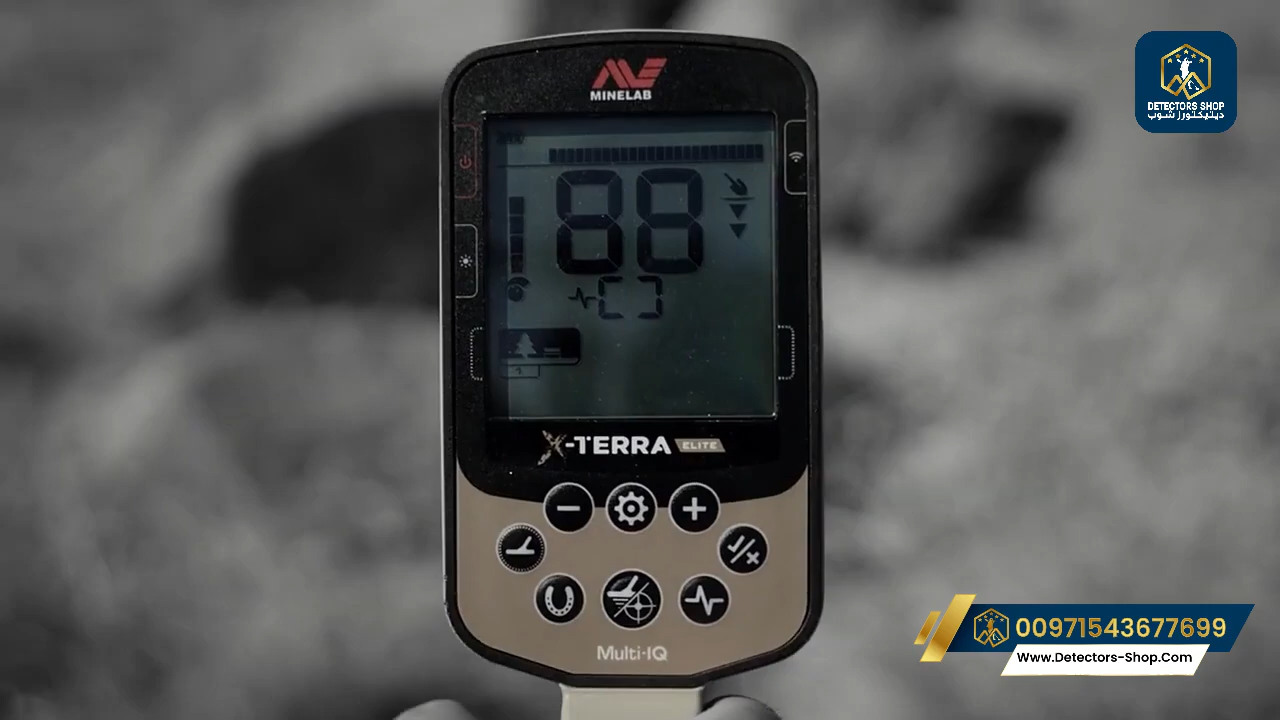 MINELAB
88
X-TERRA ELITE
Multi-IQ
DETECTORS SHOP
ديتيكتورز شوب
00971543677699
Www.Detectors-Shop.Com